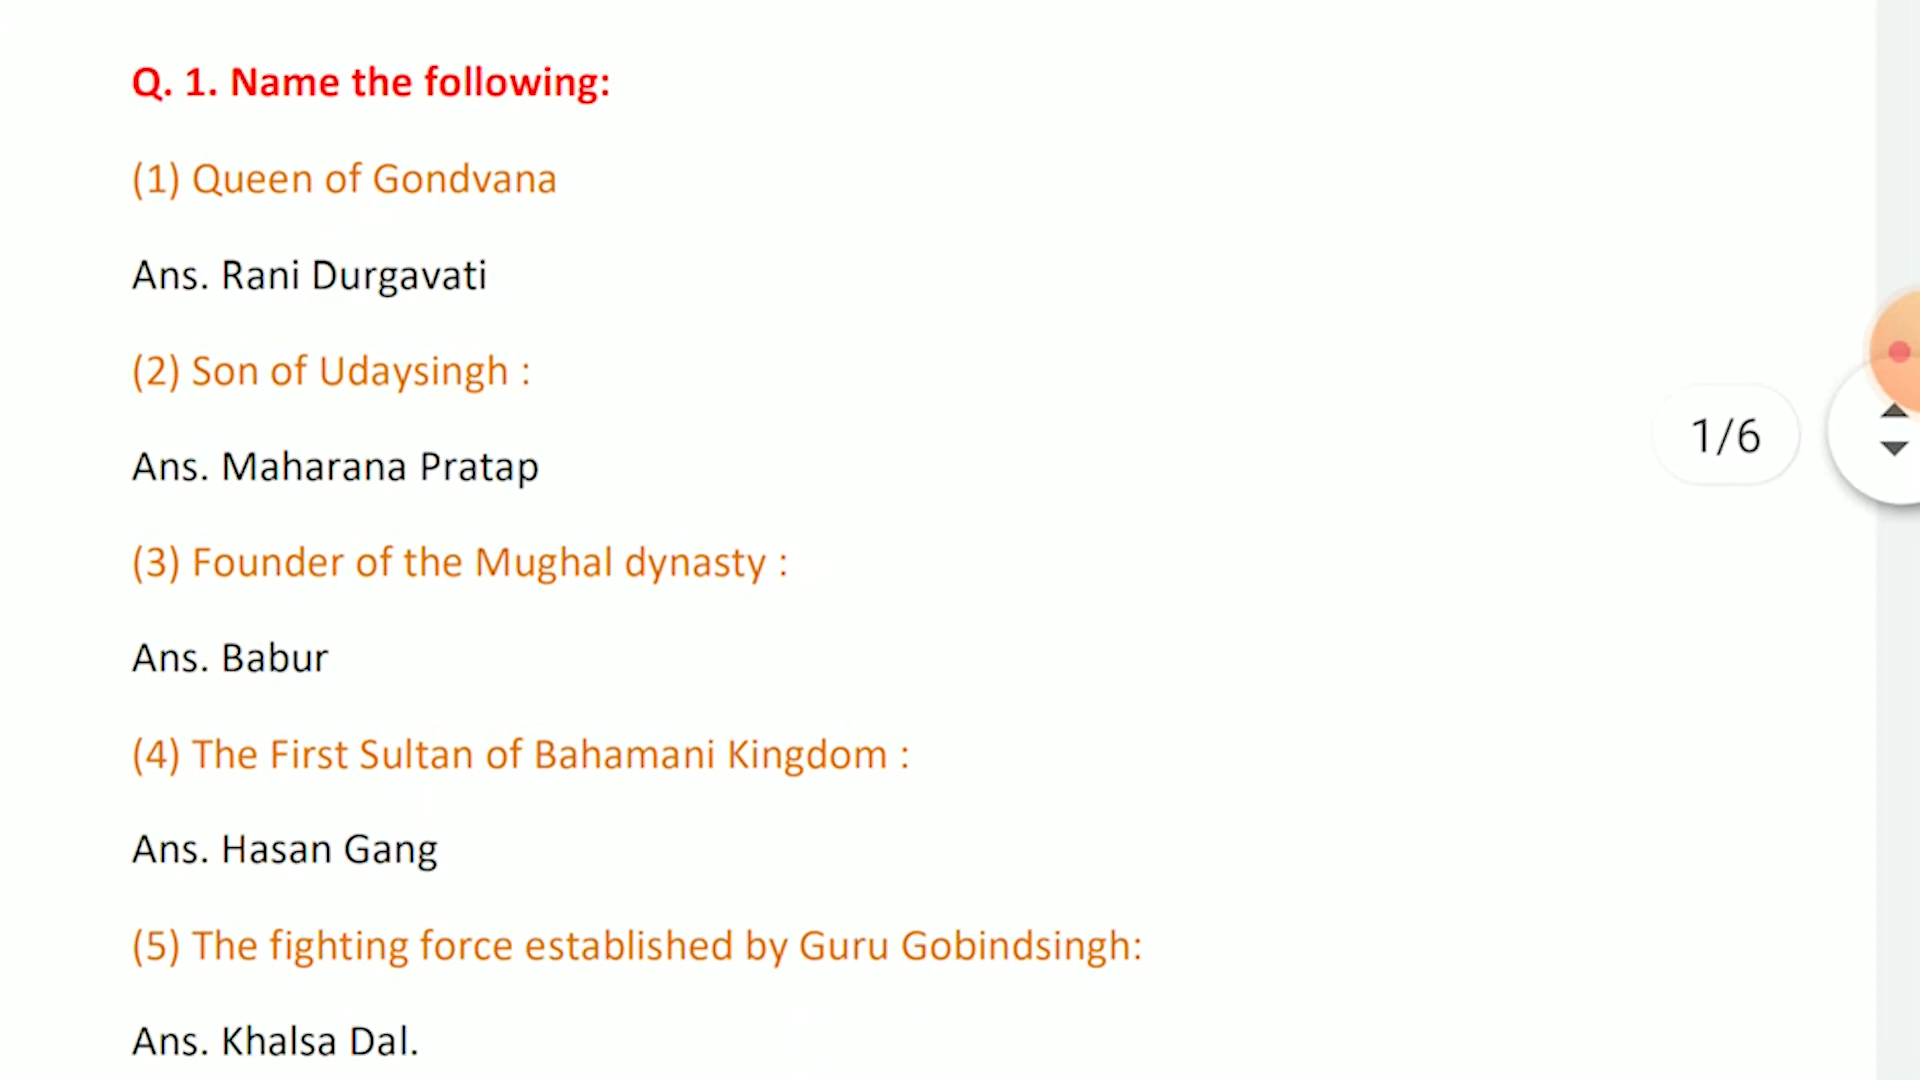 Q. 1. Name the following:
(1) Queen of Gondvana
Ans. Rani Durgavati
(2) Son of Udaysingh :
Ans. Maharana Pratap
(3) Founder of the Mughal dynasty :
Ans. Babur
(4) The First Sultan of Bahamani Kingdom :
Ans. Hasan Gang
(5) The fighting force established by Guru Gobindsingh:
Ans. Khalsa Dal.
1/6